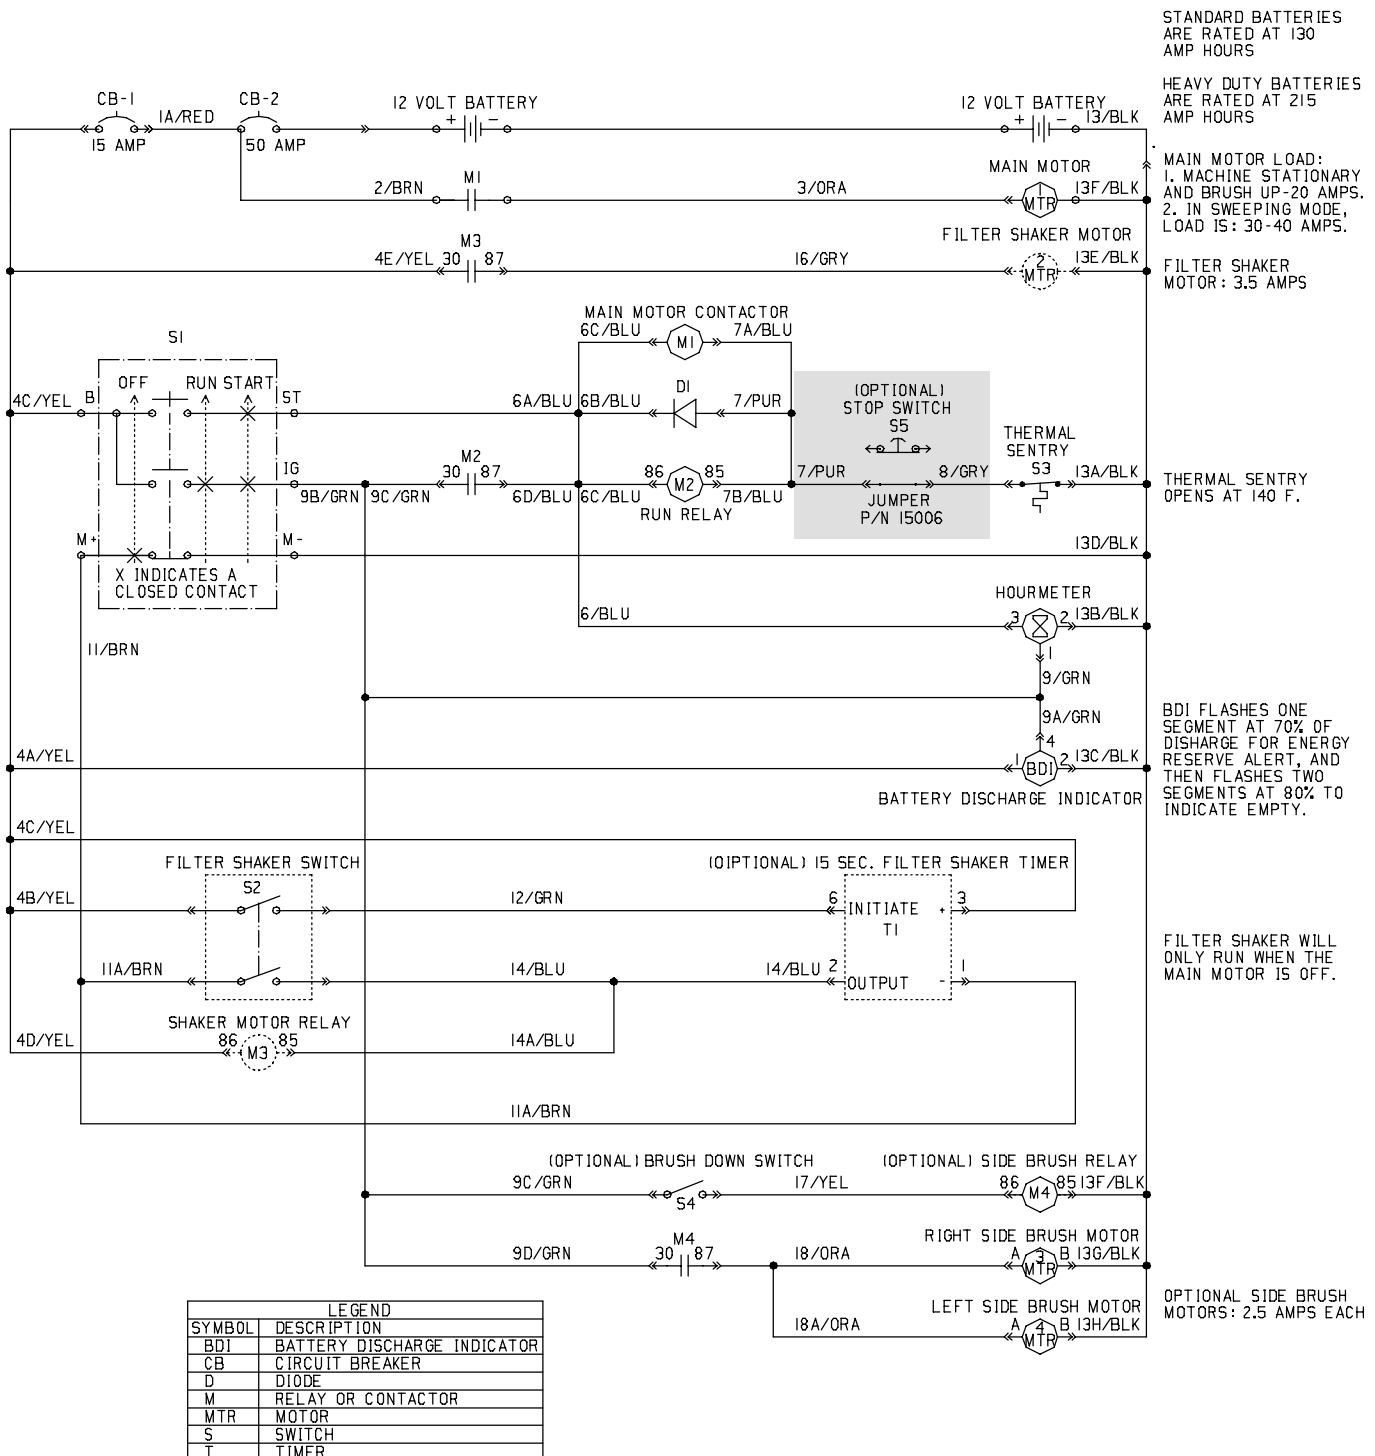 STANDARD BATTERIES
ARE RATED AT 130
AMP HOURS
HEAVY DUTY BATTERIES
ARE RATED AT 215
AMP HOURS
CB-1
1A/RED
CB-2
12 VOLT BATTERY
12 VOLT BATTERY
+ -
+ -
13/BLK
15 AMP
50 AMP
MAIN MOTOR LOAD:
1. MACHINE STATIONARY
AND BRUSH UP-20 AMPS.
2. IN SWEEPING MODE,
LOAD IS: 30-40 AMPS.
2/BRN
M1
3/ORA
MAIN MOTOR
1
MTR
13F/BLK
FILTER SHAKER MOTOR
4E/YEL
M3
30 87
16/GRY
2
MTR
13E/BLK
FILTER SHAKER
MOTOR: 3.5 AMPS
MAIN MOTOR CONTACTOR
6C/BLU
M1
7A/BLU
S1
OFF
RUN
START
4C/YEL
B
ST
6A/BLU
6B/BLU
D1
7/PUR
(OPTIONAL)
STOP SWITCH
S5
THERMAL
SENTRY
S3
IG
9B/GRN
9C/GRN
M2
30 87
6D/BLU
6C/BLU
86
M2
85
7B/BLU
RUN RELAY
7/PUR
8/GRY
JUMPER
P/N 15006
13A/BLK
THERMAL SENTRY
OPENS AT 140 F.
M+
M-
13D/BLK
X INDICATES A
CLOSED CONTACT
HOURMETER
6/BLU
3
2
13B/BLK
1
11/BRN
9/GRN
9A/GRN
4
4A/YEL
1
BDI
2
13C/BLK
BATTERY DISCHARGE INDICATOR
BDI FLASHES ONE
SEGMENT AT 70% OF
DISHARGE FOR ENERGY
RESERVE ALERT, AND
THEN FLASHES TWO
SEGMENTS AT 80% TO
INDICATE EMPTY.
4C/YEL
FILTER SHAKER SWITCH
(OIPTIONAL) 15 SEC. FILTER SHAKER TIMER
S2
4B/YEL
12/GRN
6
INITIATE
+
3
T1
11A/BRN
14/BLU
14/BLU
2
OUTPUT
-
1
FILTER SHAKER WILL
ONLY RUN WHEN THE
MAIN MOTOR IS OFF.
SHAKER MOTOR RELAY
4D/YEL
86
M3
85
14A/BLU
11A/BRN
(OPTIONAL) BRUSH DOWN SWITCH
(OPTIONAL) SIDE BRUSH RELAY
9C/GRN
S4
17/YEL
86
M4
85
13F/BLK
RIGHT SIDE BRUSH MOTOR
9D/GRN
M4
30 87
18/ORA
A
3
MTR
B
13G/BLK
LEFT SIDE BRUSH MOTOR
18A/ORA
A
4
MTR
B
13H/BLK
OPTIONAL SIDE BRUSH
MOTORS: 2.5 AMPS EACH
LEGEND
SYMBOL DESCRIPTION
BDI BATTERY DISCHARGE INDICATOR
CB CIRCUIT BREAKER
D DIODE
M RELAY OR CONTACTOR
MTR MOTOR
S SWITCH
T TIMER